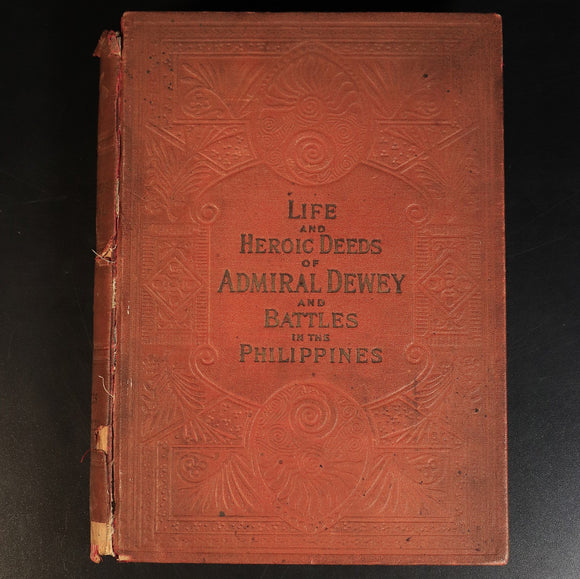 LIFE
AND
HEROIC DEEDS
OF
ADMIRAL DEWEY
AND
BATTLES
IN THE
PHILIPPINES